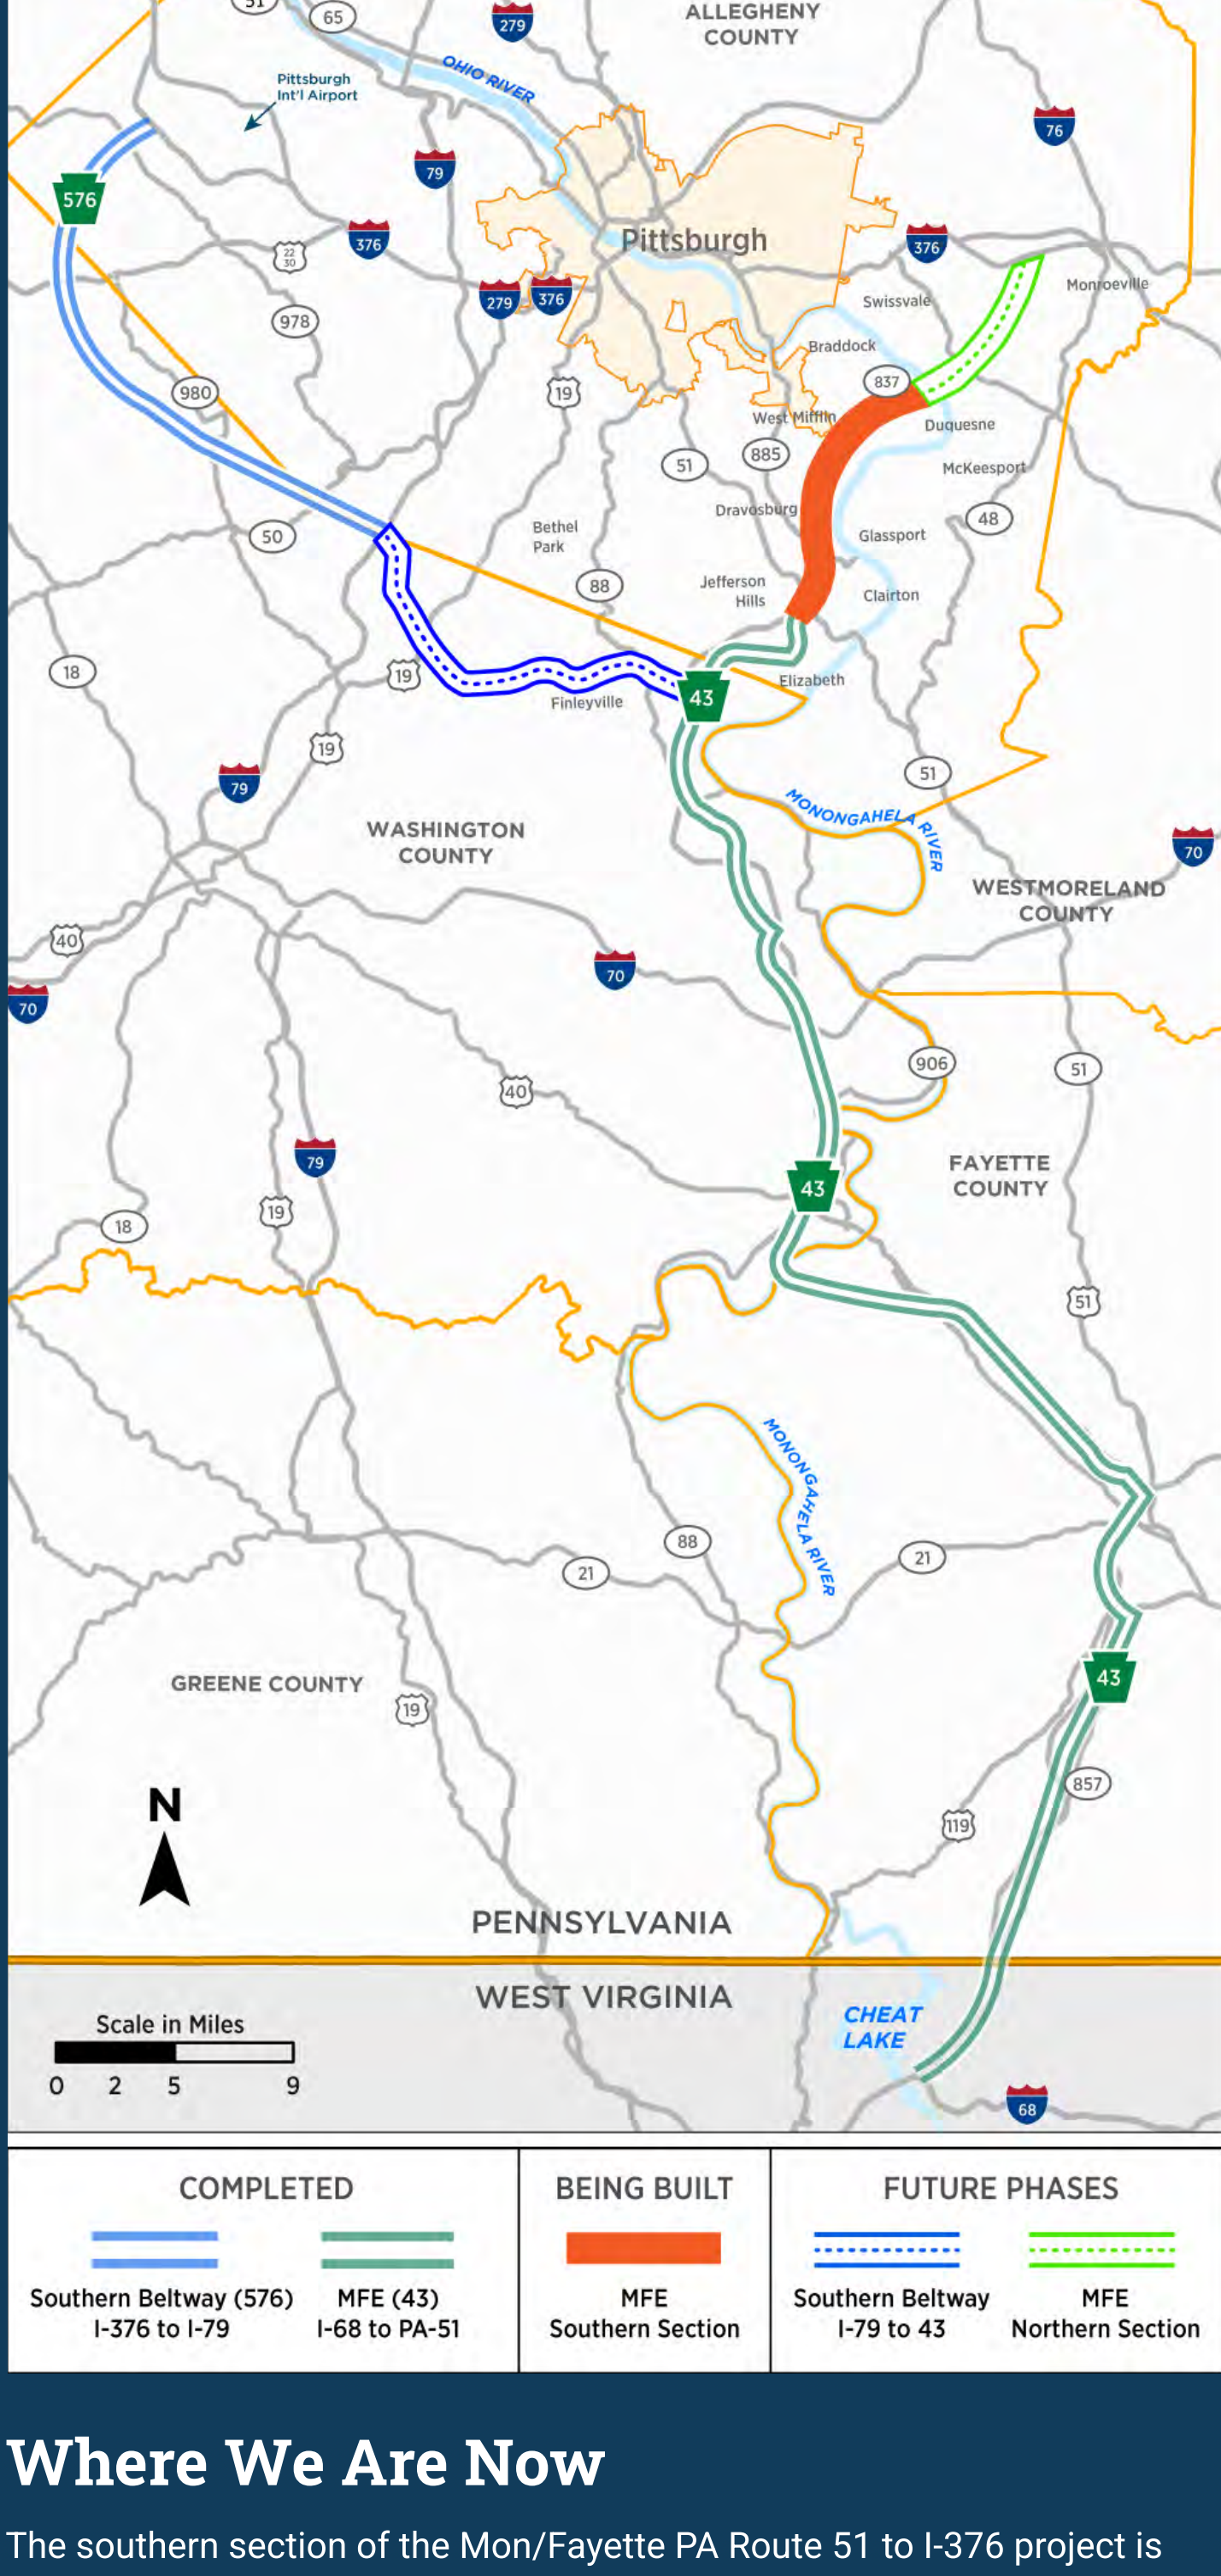 51
65
279
ALLEGHENY
COUNTY
OHIO RIVER
Pittsburgh
Int'l Airport
76
79
576
376
Pittsburgh
376
22
30
279
376
Monroeville
Swissvale
978
Braddock
837
980
19
West Mifflin
Duquesne
885
51
McKeesport
Dravosburg
48
50
Bethel
Park
Glassport
88
Jefferson
Hills
Clairton
18
19
Elizabeth
43
Finleyville
19
79
51
MONONGAHELA RIVER
WASHINGTON
COUNTY
70
WESTMORELAND
COUNTY
40
70
70
906
51
40
79
FAYETTE
COUNTY
43
19
18
51
MONONGAHELA RIVER
88
21
21
GREENE COUNTY
43
19
857
N
119
PENNSYLVANIA
WEST VIRGINIA
CHEAT
LAKE
Scale in Miles
0 2 5 9
68
COMPLETED
Southern Beltway (576)
I-376 to I-79
MFE (43)
I-68 to PA-51
BEING BUILT
MFE
Southern Section
FUTURE PHASES
Southern Beltway
I-79 to 43
MFE
Northern Section
Where We Are Now
The southern section of the Mon/Fayette PA Route 51 to I-376 project is